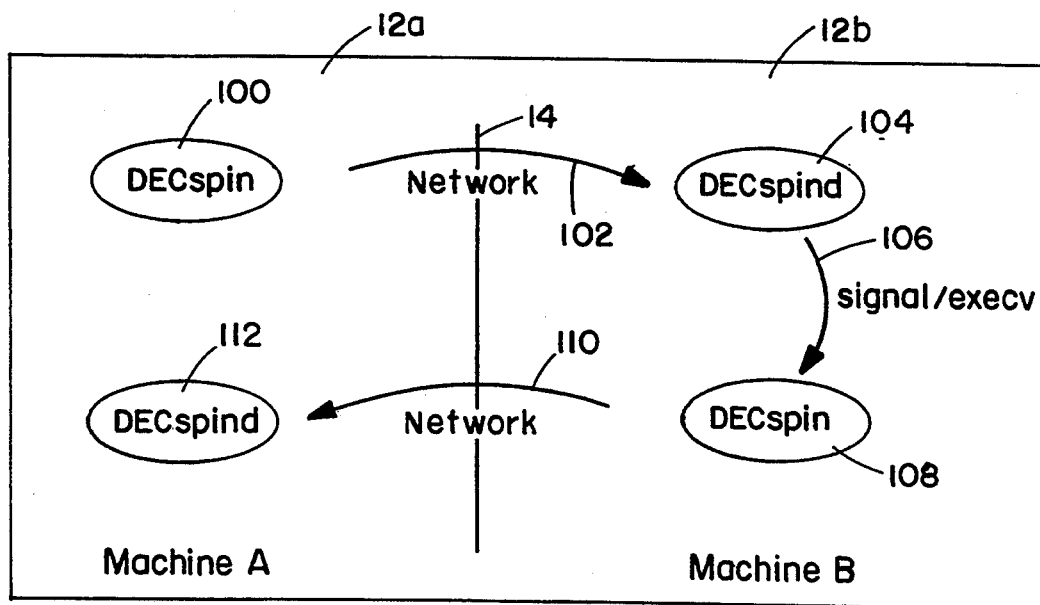 12a
12b
100
14
104
DECspin
Network
DECspind
102
106
signal/execv
112
110
DECspind
Network
DECspin
108
Machine A
Machine B